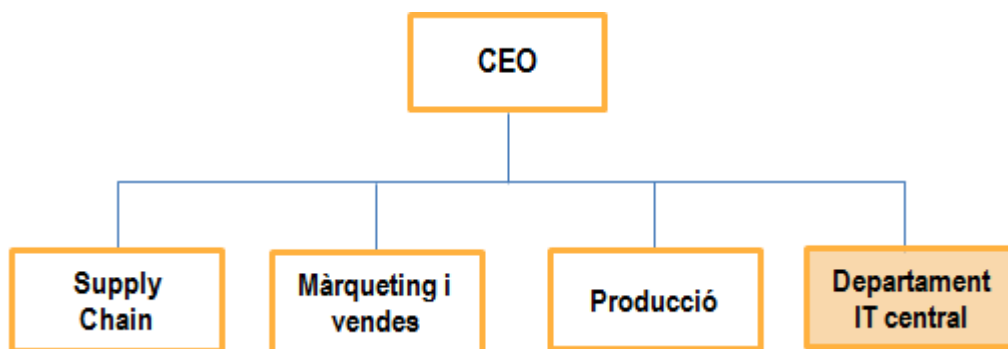 CEO
Supply
Chain
Màrqueting i
vendes
Producció
Departament
IT central